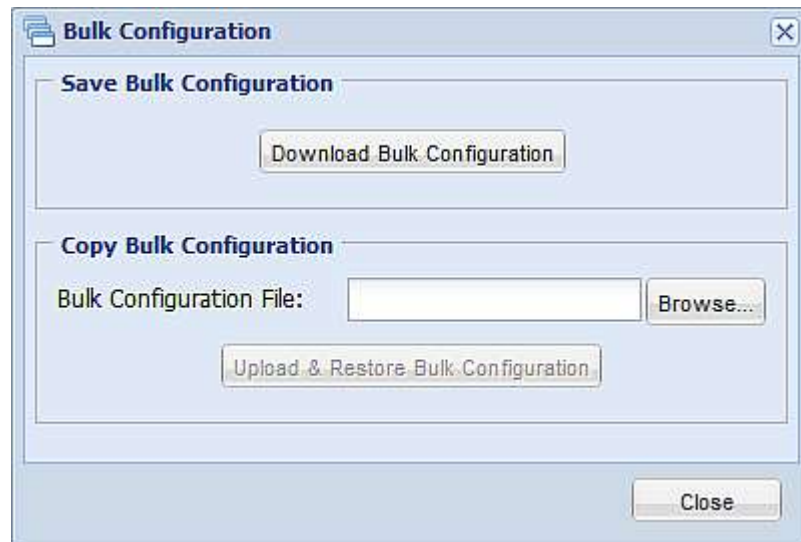 Bulk Configuration
Save Bulk Configuration
Download Bulk Configuration
Copy Bulk Configuration
Bulk Configuration File:
Browse...
Upload & Restore Bulk Configuration
Close